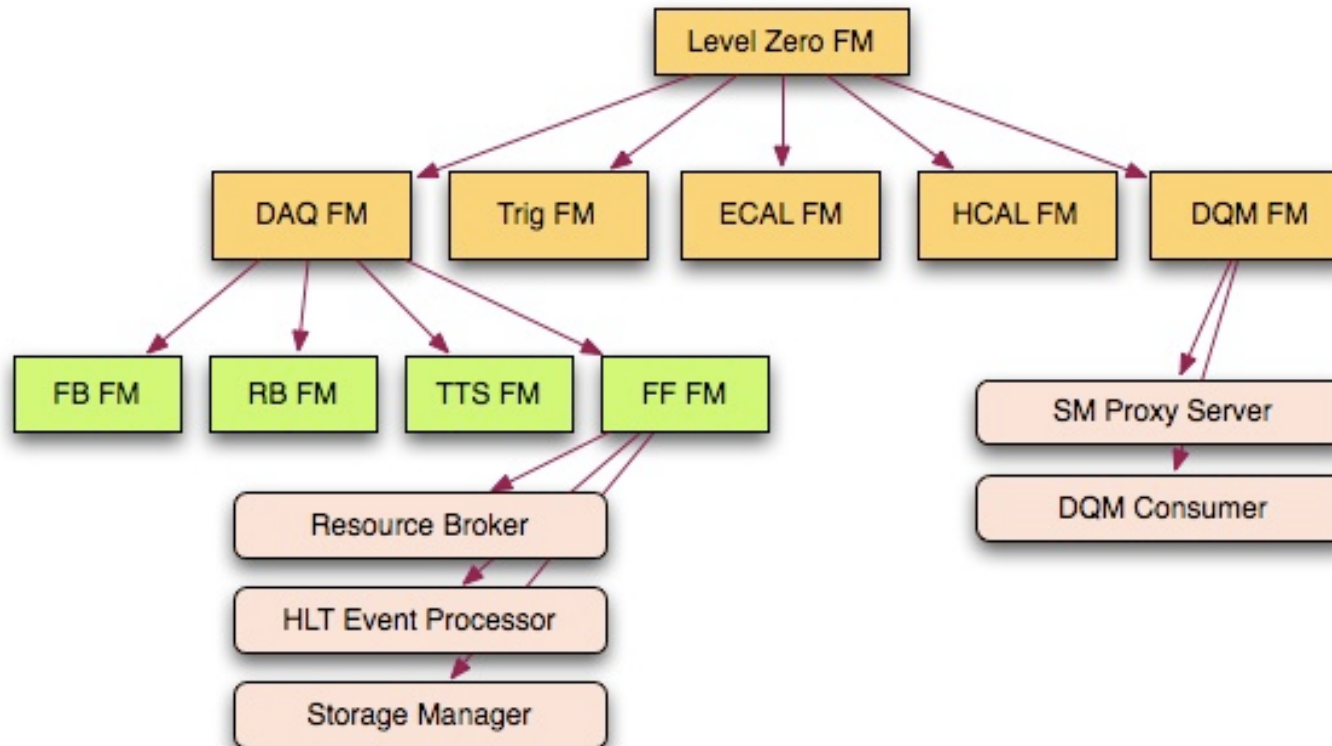 Level Zero FM
DAQ FM
Trig FM
ECAL FM
HCAL FM
DQM FM
FB FM
RB FM
TTS FM
FF FM
SM Proxy Server
DQM Consumer
Resource Broker
HLT Event Processor
Storage Manager